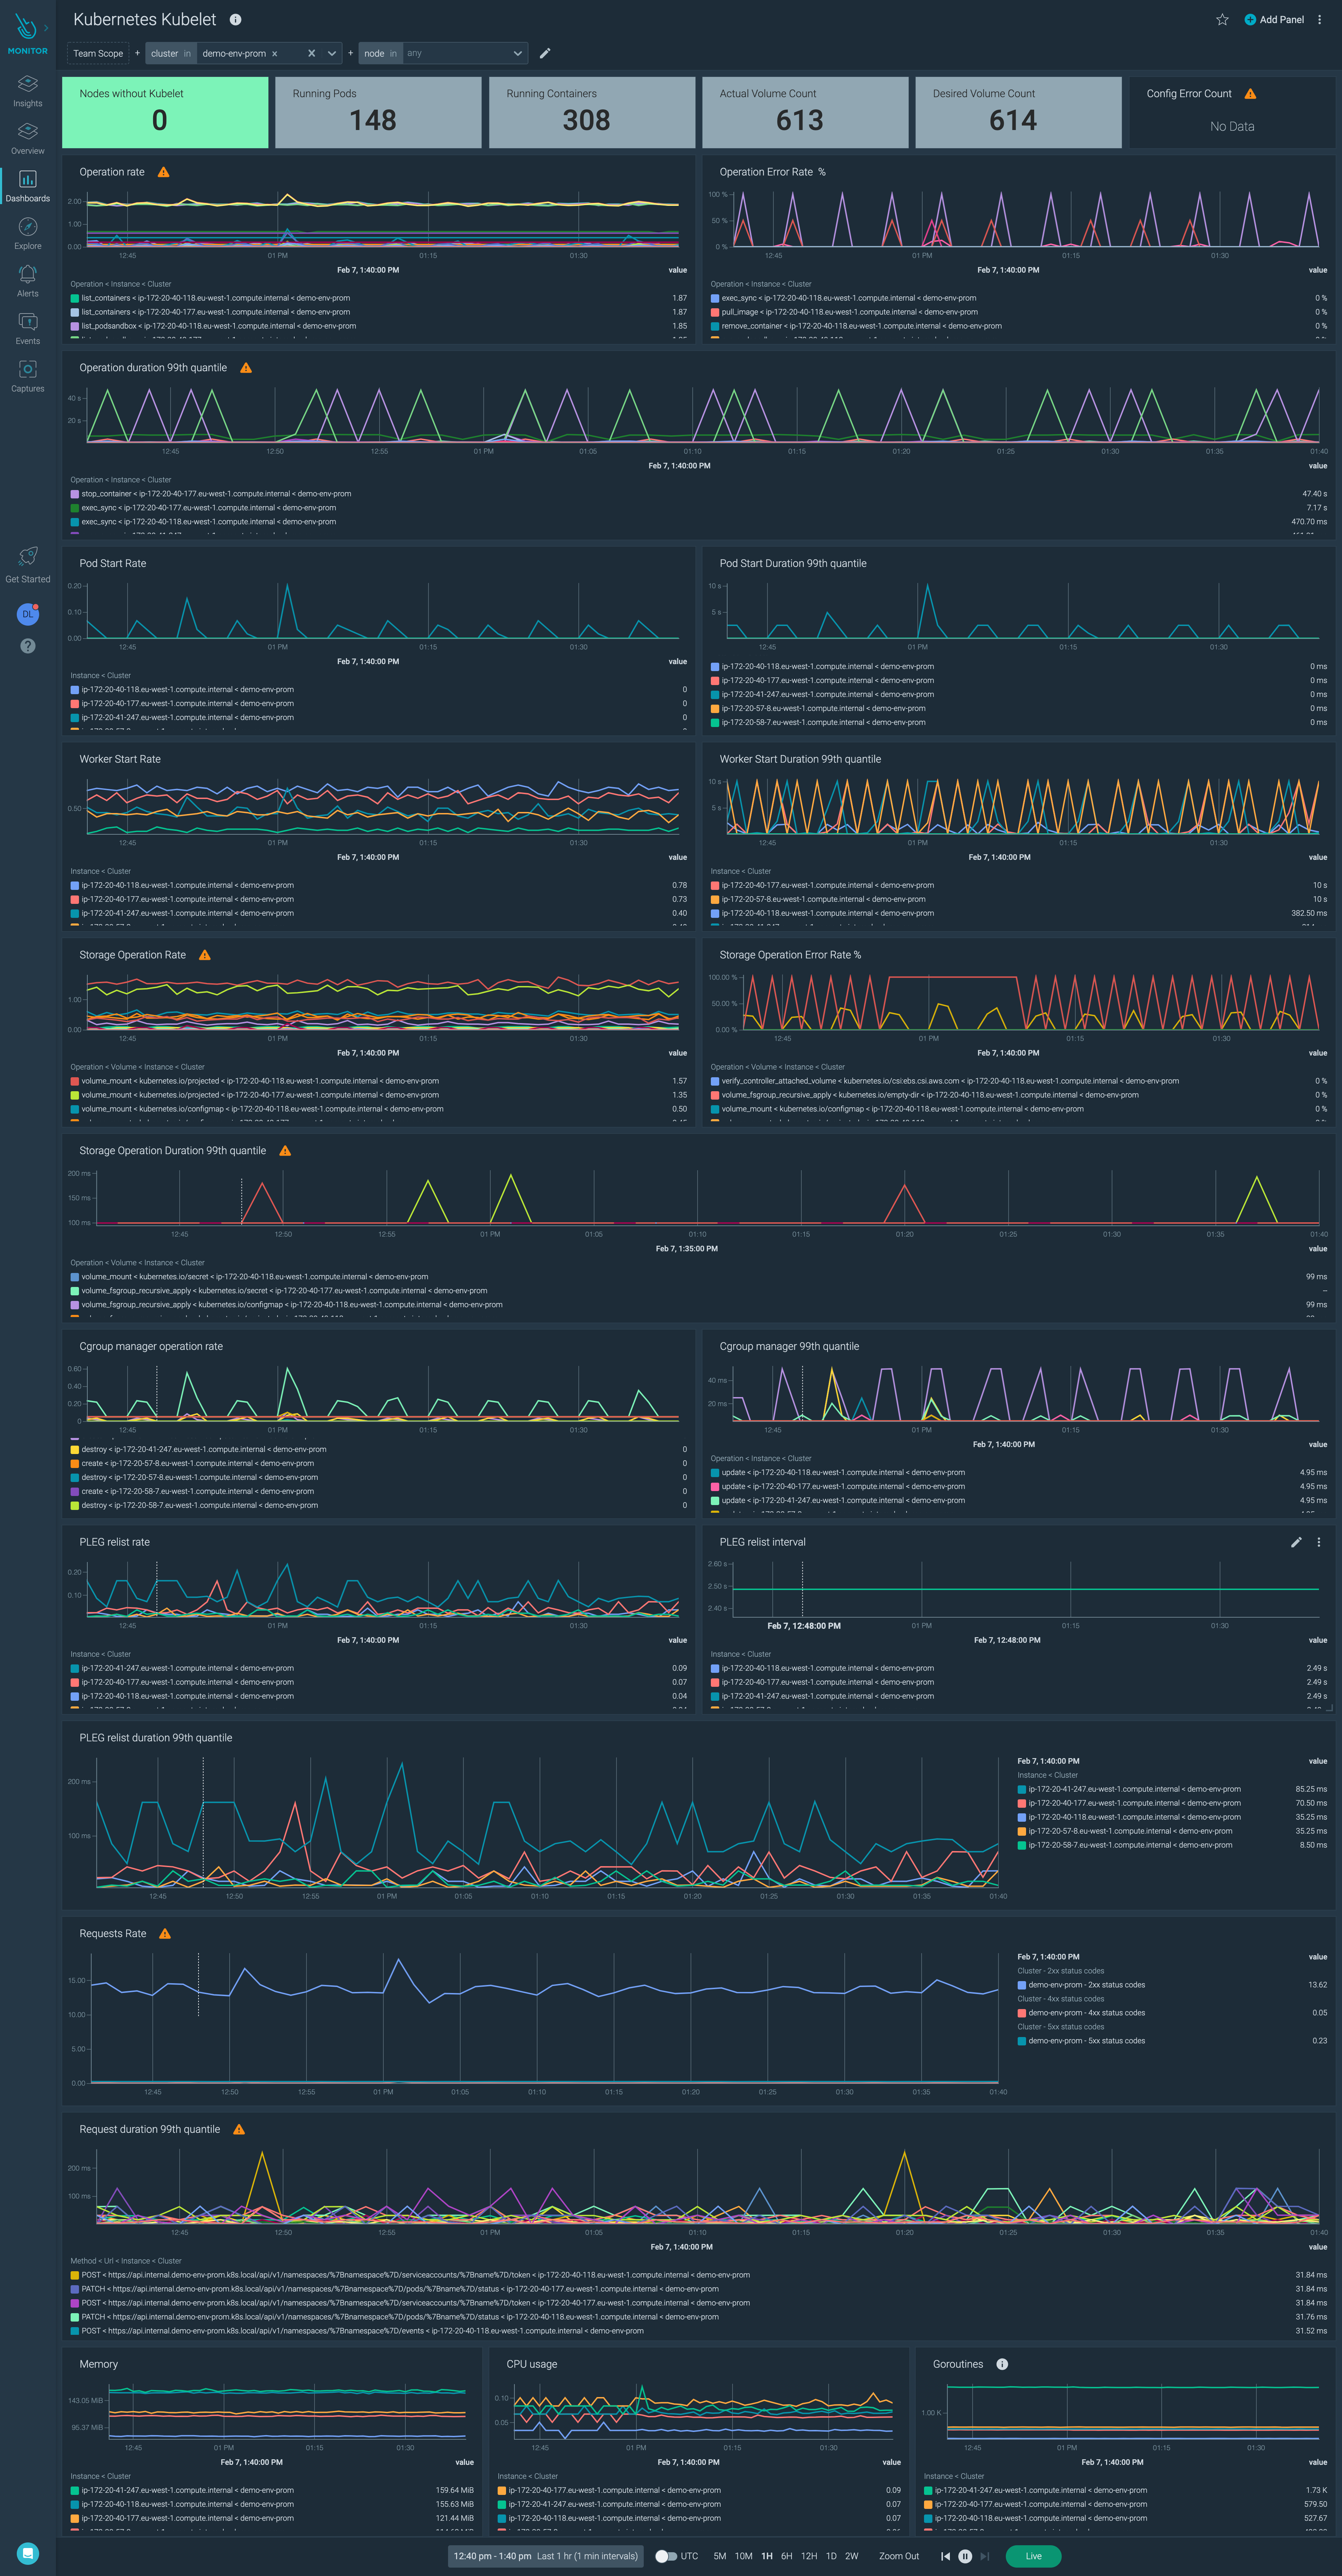 Kubernetes Kubelet
Add Panel
MONITOR
Team Scope + cluster in demo-env-prom × + node in any
Insights
Overview
Dashboards
Explore
Alerts
Events
Captures
Get Started
DL
Nodes without Kubelet
0
Running Pods
148
Running Containers
308
Actual Volume Count
613
Desired Volume Count
614
Config Error Count
No Data
Operation rate
2.00
1.00
0.00
12:45 01 PM 01:15 01:30
Feb 7, 1:40:00 PM value
Operation < Instance < Cluster
list_containers < ip-172-20-40-118.eu-west-1.compute.internal < demo-env-prom 1.87
list_containers < ip-172-20-40-177.eu-west-1.compute.internal < demo-env-prom 1.87
list_podsandbox < ip-172-20-40-118.eu-west-1.compute.internal < demo-env-prom 1.85
Operation Error Rate %
100 %
50 %
0 %
12:45 01 PM 01:15 01:30
Feb 7, 1:40:00 PM value
Operation < Instance < Cluster
exec_sync < ip-172-20-40-118.eu-west-1.compute.internal < demo-env-prom 0 %
pull_image < ip-172-20-40-118.eu-west-1.compute.internal < demo-env-prom 0 %
remove_container < ip-172-20-40-118.eu-west-1.compute.internal < demo-env-prom 0 %
Operation duration 99th quantile
40 s
20 s
12:45 12:50 12:55 01 PM 01:05 01:10 01:15 01:20 01:25 01:30 01:35 01:40
Feb 7, 1:40:00 PM value
Operation < Instance < Cluster
stop_container < ip-172-20-40-177.eu-west-1.compute.internal < demo-env-prom 47.40 s
exec_sync < ip-172-20-40-177.eu-west-1.compute.internal < demo-env-prom 7.17 s
exec_sync < ip-172-20-40-118.eu-west-1.compute.internal < demo-env-prom 470.70 ms
Pod Start Rate
0.20
0.10
0.00
12:45 01 PM 01:15 01:30
Feb 7, 1:40:00 PM value
Instance < Cluster
ip-172-20-40-118.eu-west-1.compute.internal < demo-env-prom 0
ip-172-20-40-177.eu-west-1.compute.internal < demo-env-prom 0
ip-172-20-41-247.eu-west-1.compute.internal < demo-env-prom 0
Pod Start Duration 99th quantile
10 s
5 s
12:45 01 PM 01:15 01:30
ip-172-20-40-118.eu-west-1.compute.internal < demo-env-prom 0 ms
ip-172-20-40-177.eu-west-1.compute.internal < demo-env-prom 0 ms
ip-172-20-41-247.eu-west-1.compute.internal < demo-env-prom 0 ms
ip-172-20-57-8.eu-west-1.compute.internal < demo-env-prom 0 ms
ip-172-20-58-7.eu-west-1.compute.internal < demo-env-prom 0 ms
Worker Start Rate
0.50
12:45 01 PM 01:15 01:30
Feb 7, 1:40:00 PM value
Instance < Cluster
ip-172-20-40-118.eu-west-1.compute.internal < demo-env-prom 0.78
ip-172-20-40-177.eu-west-1.compute.internal < demo-env-prom 0.73
ip-172-20-41-247.eu-west-1.compute.internal < demo-env-prom 0.40
Worker Start Duration 99th quantile
10 s
5 s
12:45 01 PM 01:15 01:30
Feb 7, 1:40:00 PM value
Instance < Cluster
ip-172-20-40-177.eu-west-1.compute.internal < demo-env-prom 10 s
ip-172-20-57-8.eu-west-1.compute.internal < demo-env-prom 10 s
ip-172-20-40-118.eu-west-1.compute.internal < demo-env-prom 382.50 ms
Storage Operation Rate
1.00
0.00
12:45 01 PM 01:15 01:30
Feb 7, 1:40:00 PM value
Operation < Volume < Instance < Cluster
volume_mount < kubernetes.io/projected < ip-172-20-40-118.eu-west-1.compute.internal < demo-env-prom 1.57
volume_mount < kubernetes.io/projected < ip-172-20-40-177.eu-west-1.compute.internal < demo-env-prom 1.35
volume_mount < kubernetes.io/configmap < ip-172-20-40-118.eu-west-1.compute.internal < demo-env-prom 0.50
Storage Operation Error Rate %
100.00 %
50.00 %
0.00 %
12:45 01 PM 01:15 01:30
Feb 7, 1:40:00 PM value
Operation < Volume < Instance < Cluster
verify_controller_attached_volume < kubernetes.io/csi:ebs.csi.aws.com < ip-172-20-40-118.eu-west-1.compute.internal < demo-env-prom 0 %
volume_fsgroup_recursive_apply < kubernetes.io/empty-dir < ip-172-20-40-118.eu-west-1.compute.internal < demo-env-prom 0 %
volume_mount < kubernetes.io/configmap < ip-172-20-40-118.eu-west-1.compute.internal < demo-env-prom 0 %
Storage Operation Duration 99th quantile
200 ms
150 ms
100 ms
12:45 12:50 12:55 01 PM 01:05 01:10 01:15 01:20 01:25 01:30 01:35 01:40
Feb 7, 1:35:00 PM value
Operation < Volume < Instance < Cluster
volume_mount < kubernetes.io/secret < ip-172-20-40-118.eu-west-1.compute.internal < demo-env-prom 99 ms
volume_fsgroup_recursive_apply < kubernetes.io/secret < ip-172-20-40-177.eu-west-1.compute.internal < demo-env-prom --
volume_fsgroup_recursive_apply < kubernetes.io/configmap < ip-172-20-40-118.eu-west-1.compute.internal < demo-env-prom 99 ms
Cgroup manager operation rate
0.60
0.40
0.20
0
12:45 01 PM 01:15 01:30
destroy < ip-172-20-41-247.eu-west-1.compute.internal < demo-env-prom 0
create < ip-172-20-57-8.eu-west-1.compute.internal < demo-env-prom 0
destroy < ip-172-20-57-8.eu-west-1.compute.internal < demo-env-prom 0
create < ip-172-20-58-7.eu-west-1.compute.internal < demo-env-prom 0
destroy < ip-172-20-58-7.eu-west-1.compute.internal < demo-env-prom 0
Cgroup manager 99th quantile
40 ms
20 ms
12:45 01 PM 01:15 01:30
Feb 7, 1:40:00 PM value
Operation < Instance < Cluster
update < ip-172-20-40-118.eu-west-1.compute.internal < demo-env-prom 4.95 ms
update < ip-172-20-40-177.eu-west-1.compute.internal < demo-env-prom 4.95 ms
update < ip-172-20-41-247.eu-west-1.compute.internal < demo-env-prom 4.95 ms
PLEG relist rate
0.20
0.10
12:45 01 PM 01:15 01:30
Feb 7, 1:40:00 PM value
Instance < Cluster
ip-172-20-41-247.eu-west-1.compute.internal < demo-env-prom 0.09
ip-172-20-40-177.eu-west-1.compute.internal < demo-env-prom 0.07
ip-172-20-40-118.eu-west-1.compute.internal < demo-env-prom 0.04
PLEG relist interval
2.60 s
2.50 s
2.40 s
Feb 7, 12:48:00 PM 01 PM 01:15 01:30
Feb 7, 12:48:00 PM value
Instance < Cluster
ip-172-20-40-118.eu-west-1.compute.internal < demo-env-prom 2.49 s
ip-172-20-40-177.eu-west-1.compute.internal < demo-env-prom 2.49 s
ip-172-20-41-247.eu-west-1.compute.internal < demo-env-prom 2.49 s
PLEG relist duration 99th quantile
200 ms
100 ms
12:45 12:50 12:55 01 PM 01:05 01:10 01:15 01:20 01:25 01:30 01:35 01:40
Feb 7, 1:40:00 PM value
Instance < Cluster
ip-172-20-41-247.eu-west-1.compute.internal < demo-env-prom 85.25 ms
ip-172-20-40-177.eu-west-1.compute.internal < demo-env-prom 70.50 ms
ip-172-20-40-118.eu-west-1.compute.internal < demo-env-prom 35.25 ms
ip-172-20-57-8.eu-west-1.compute.internal < demo-env-prom 35.25 ms
ip-172-20-58-7.eu-west-1.compute.internal < demo-env-prom 8.50 ms
Requests Rate
15.00
10.00
5.00
0.00
12:45 12:50 12:55 01 PM 01:05 01:10 01:15 01:20 01:25 01:30 01:35 01:40
Feb 7, 1:40:00 PM value
Cluster - 2xx status codes
demo-env-prom - 2xx status codes 13.62
Cluster - 4xx status codes
demo-env-prom - 4xx status codes 0.05
Cluster - 5xx status codes
demo-env-prom - 5xx status codes 0.23
Request duration 99th quantile
200 ms
100 ms
12:45 12:50 12:55 01 PM 01:05 01:10 01:15 01:20 01:25 01:30 01:35 01:40
Feb 7, 1:40:00 PM value
Method < Url < Instance < Cluster
POST < https://api.internal.demo-env-prom.k8s.local/api/v1/namespaces/%7Bnamespace%7D/serviceaccounts/%7Bname%7D/token < ip-172-20-40-118.eu-west-1.compute.internal < demo-env-prom 31.84 ms
PATCH < https://api.internal.demo-env-prom.k8s.local/api/v1/namespaces/%7Bnamespace%7D/pods/%7Bname%7D/status < ip-172-20-40-177.eu-west-1.compute.internal < demo-env-prom 31.84 ms
POST < https://api.internal.demo-env-prom.k8s.local/api/v1/namespaces/%7Bnamespace%7D/serviceaccounts/%7Bname%7D/token < ip-172-20-40-177.eu-west-1.compute.internal < demo-env-prom 31.84 ms
PATCH < https://api.internal.demo-env-prom.k8s.local/api/v1/namespaces/%7Bnamespace%7D/pods/%7Bname%7D/status < ip-172-20-40-118.eu-west-1.compute.internal < demo-env-prom 31.76 ms
POST < https://api.internal.demo-env-prom.k8s.local/api/v1/namespaces/%7Bnamespace%7D/events < ip-172-20-40-118.eu-west-1.compute.internal < demo-env-prom 31.52 ms
Memory
143.05 MiB
95.37 MiB
12:45 01 PM 01:15 01:30
Feb 7, 1:40:00 PM value
Instance < Cluster
ip-172-20-41-247.eu-west-1.compute.internal < demo-env-prom 159.64 MiB
ip-172-20-40-118.eu-west-1.compute.internal < demo-env-prom 155.63 MiB
ip-172-20-40-177.eu-west-1.compute.internal < demo-env-prom 121.44 MiB
CPU usage
0.10
0.05
12:45 01 PM 01:15 01:30
Feb 7, 1:40:00 PM value
Instance < Cluster
ip-172-20-40-177.eu-west-1.compute.internal < demo-env-prom 0.09
ip-172-20-41-247.eu-west-1.compute.internal < demo-env-prom 0.07
ip-172-20-40-118.eu-west-1.compute.internal < demo-env-prom 0.07
Goroutines
1.00 K
12:45 01 PM 01:15 01:30
Feb 7, 1:40:00 PM value
Instance < Cluster
ip-172-20-41-247.eu-west-1.compute.internal < demo-env-prom 1.73 K
ip-172-20-40-177.eu-west-1.compute.internal < demo-env-prom 579.50
ip-172-20-40-118.eu-west-1.compute.internal < demo-env-prom 527.67
12:40 pm - 1:40 pm Last 1 hr (1 min intervals) UTC 5M 10M 1H 6H 12H 1D 2W Zoom Out Live